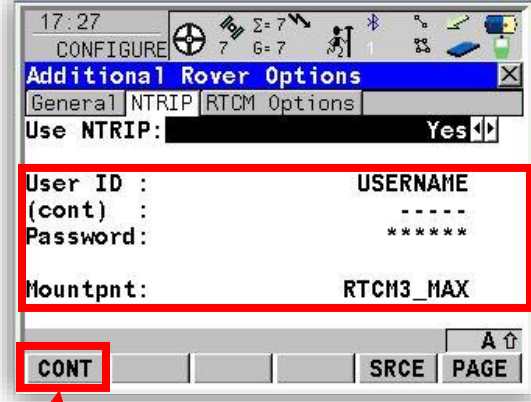 17:27
CONFIGURE 7 Σ=7 G=7 1
Additional Rover Options
General NTRIP RTCM Options
Use NTRIP: Yes
User ID : USERNAME
(cont) : -----
Password: ******
Mountpnt: RTCM3_MAX
A
CONT SRCE PAGE